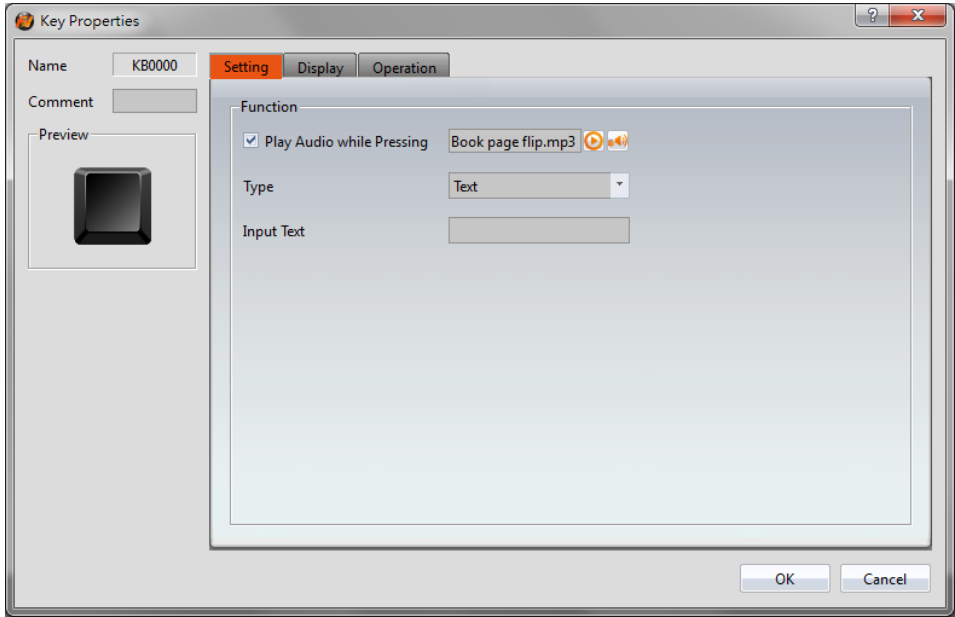 Key Properties
Name KB0000
Comment
Preview
Setting Display Operation
Function
Play Audio while Pressing Book page flip.mp3
Type Text
Input Text
OK Cancel